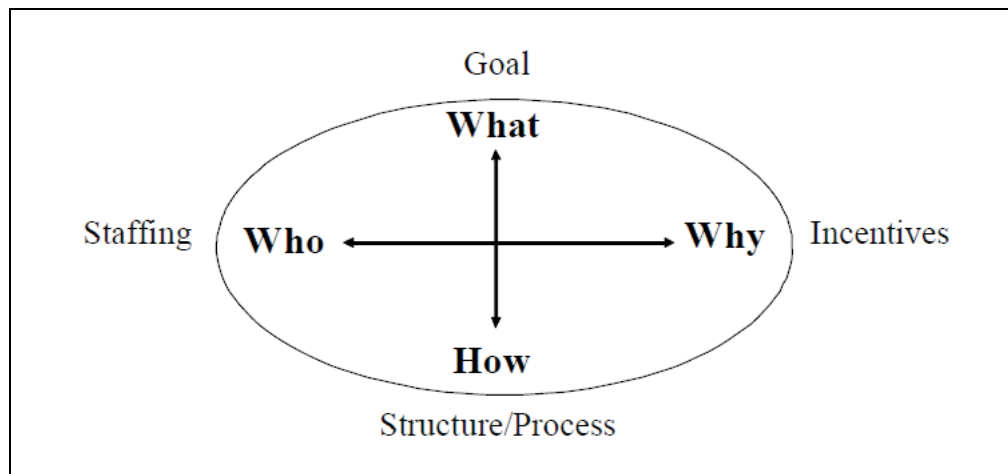 Goal
What
Staffing
Who
Why
Incentives
How
Structure/Process